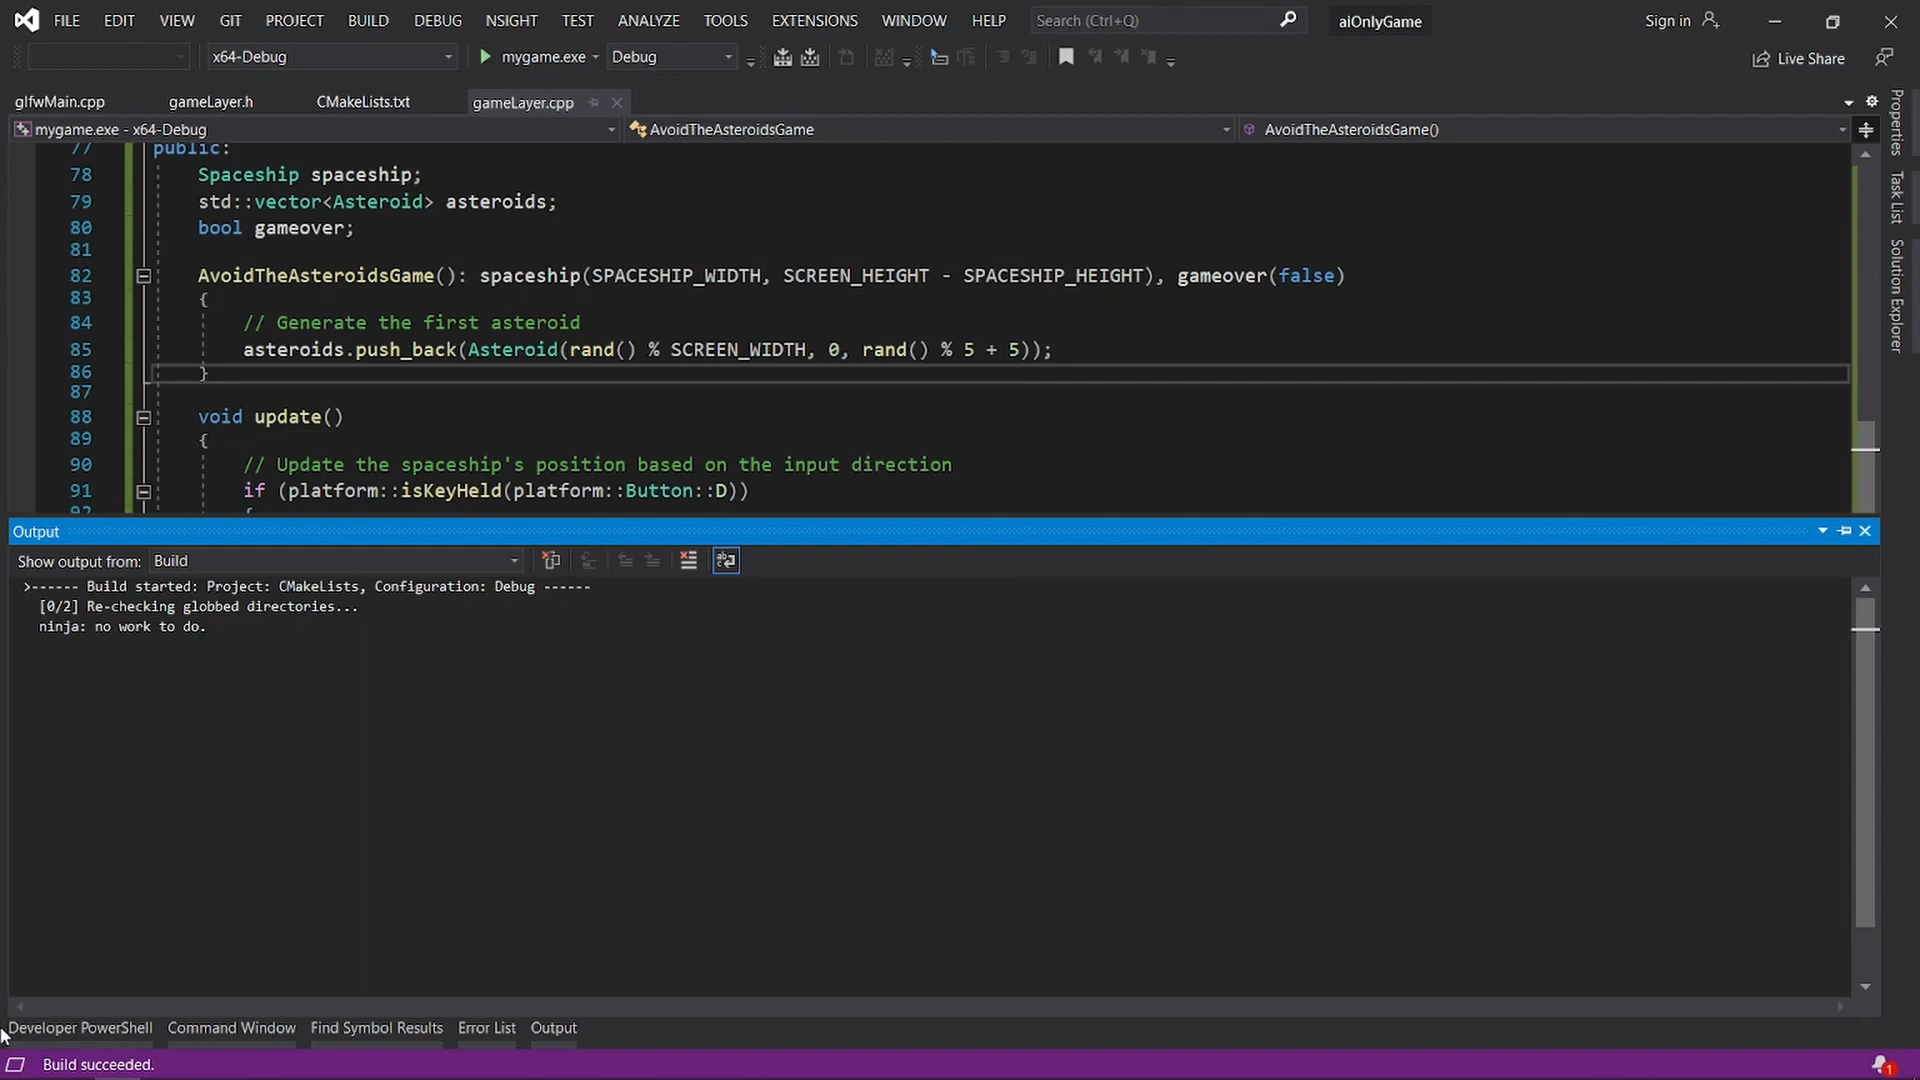 FILE EDIT VIEW GIT PROJECT BUILD DEBUG NSIGHT TEST ANALYZE TOOLS EXTENSIONS WINDOW HELP Search (Ctrl+Q) aiOnlyGame Sign in
x64-Debug mygame.exe Debug Live Share
glfwMain.cpp gameLayer.h CMakeLists.txt gameLayer.cpp
mygame.exe - x64-Debug AvoidTheAsteroidsGame AvoidTheAsteroidsGame()
77 public:
78 Spaceship spaceship;
79 std::vector<Asteroid> asteroids;
80 bool gameover;
81
82 AvoidTheAsteroidsGame(): spaceship(SPACESHIP_WIDTH, SCREEN_HEIGHT - SPACESHIP_HEIGHT), gameover(false)
83 {
84 // Generate the first asteroid
85 asteroids.push_back(Asteroid(rand() % SCREEN_WIDTH, 0, rand() % 5 + 5));
86 }
87
88 void update()
89 {
90 // Update the spaceship's position based on the input direction
91 if (platform::isKeyHeld(platform::Button::D))
92 {
Output
Show output from: Build
>------ Build started: Project: CMakeLists, Configuration: Debug ------
[0/2] Re-checking globbed directories...
ninja: no work to do.
Developer PowerShell Command Window Find Symbol Results Error List Output
Build succeeded. 1
Properties
Task List
Solution Explorer